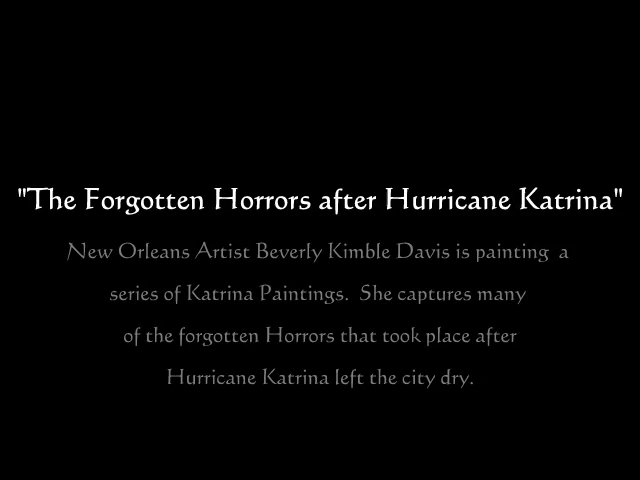 "The Forgotten Horrors after Hurricane Katrina"
New Orleans Artist Beverly Kimble Davis is painting  a
series of Katrina Paintings.  She captures many
of the forgotten Horrors that took place after
Hurricane Katrina left the city dry.